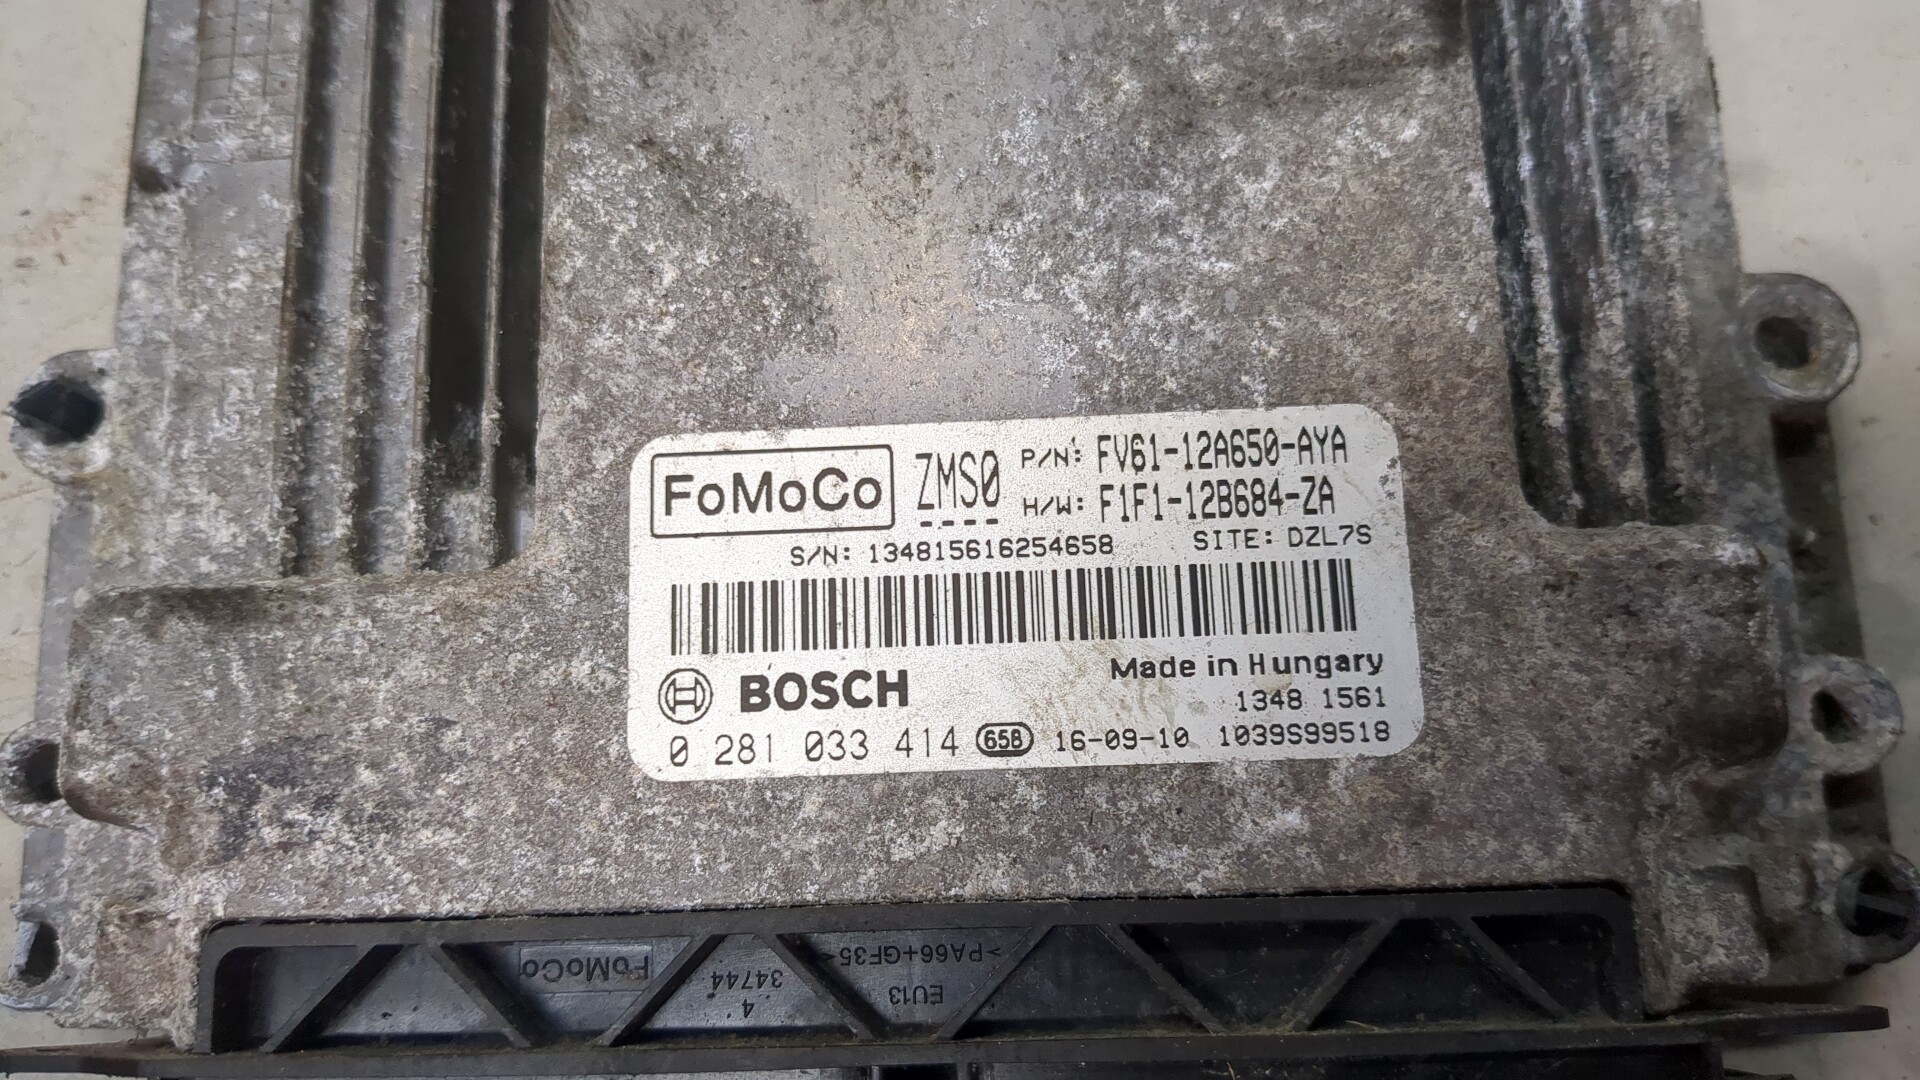 FoMoCo ZMS0 P/N: FV61-12A650-AYA
H/W: F1F1-12B684-ZA
S/N: 134815616254658 SITE: DZL7S
BOSCH Made in Hungary
1348 1561
0 281 033 414 658 16-09-10 1039S99518
FoMoCo
4
34744
>PA66+GF35<
EU13